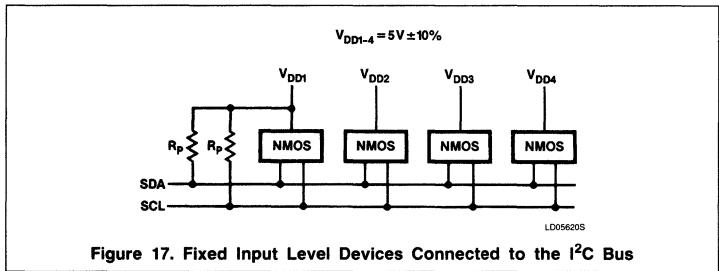 V_DD1–4 = 5V ± 10%
V_DD1 V_DD2 V_DD3 V_DD4
R_P R_P NMOS NMOS NMOS NMOS
SDA
SCL
LD05620S
Figure 17. Fixed Input Level Devices Connected to the I²C Bus